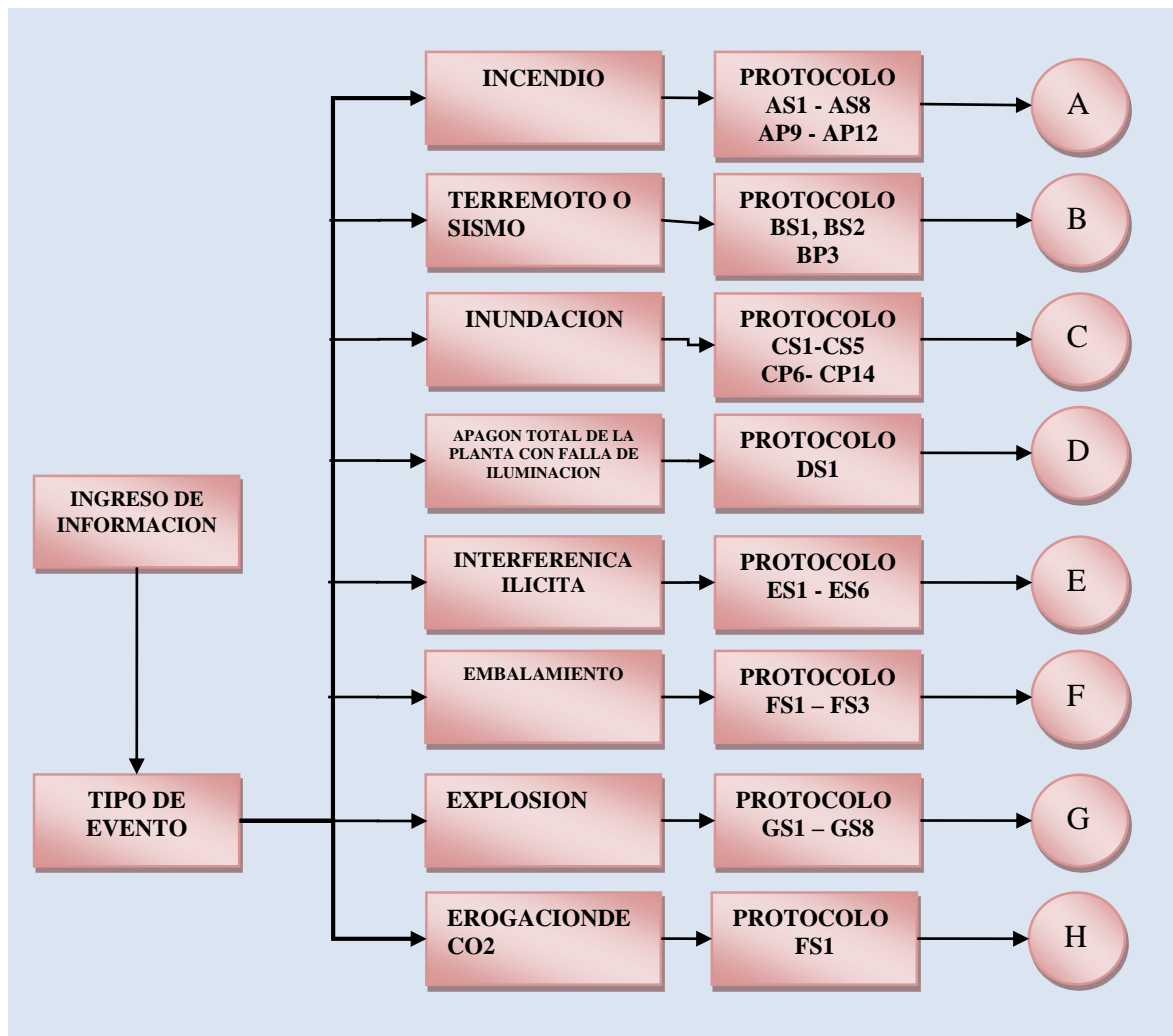 INCENDIO
PROTOCOLO
AS1 - AS8
AP9 - AP12
A
TERREMOTO O
SISMO
PROTOCOLO
BS1, BS2
BP3
B
INUNDACION
PROTOCOLO
CS1-CS5
CP6- CP14
C
APAGON TOTAL DE LA
PLANTA CON FALLA DE
ILUMINACION
PROTOCOLO
DS1
D
INGRESO DE
INFORMACION
INTERFERENICA
ILICITA
PROTOCOLO
ES1 - ES6
E
EMBALAMIENTO
PROTOCOLO
FS1 – FS3
F
TIPO DE
EVENTO
EXPLOSION
PROTOCOLO
GS1 – GS8
G
EROGACIONDE
CO2
PROTOCOLO
FS1
H